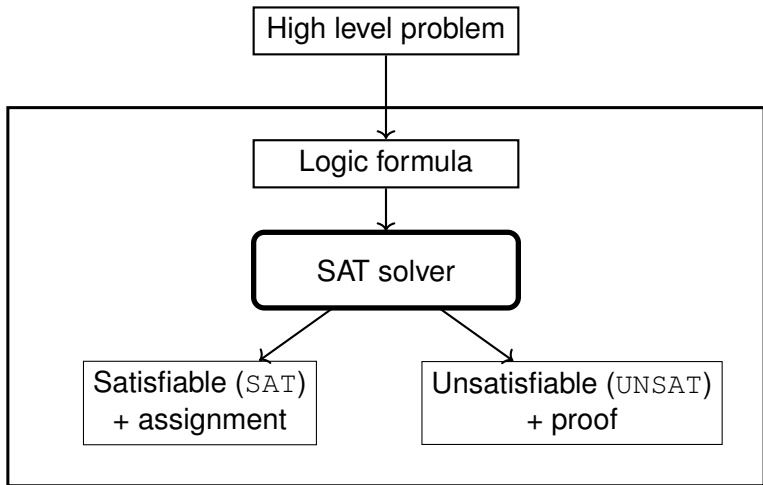 High level problem
Logic formula
SAT solver
Satisfiable (SAT)
+ assignment
Unsatisfiable (UNSAT)
+ proof